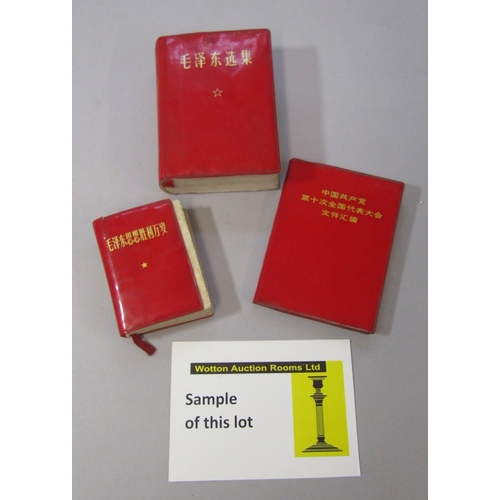 毛泽东选集
中国共产党
第十次全国代表大会
文件汇编
毛泽东思想胜利万岁
Wotton Auction Rooms Ltd
Sample
of this lot